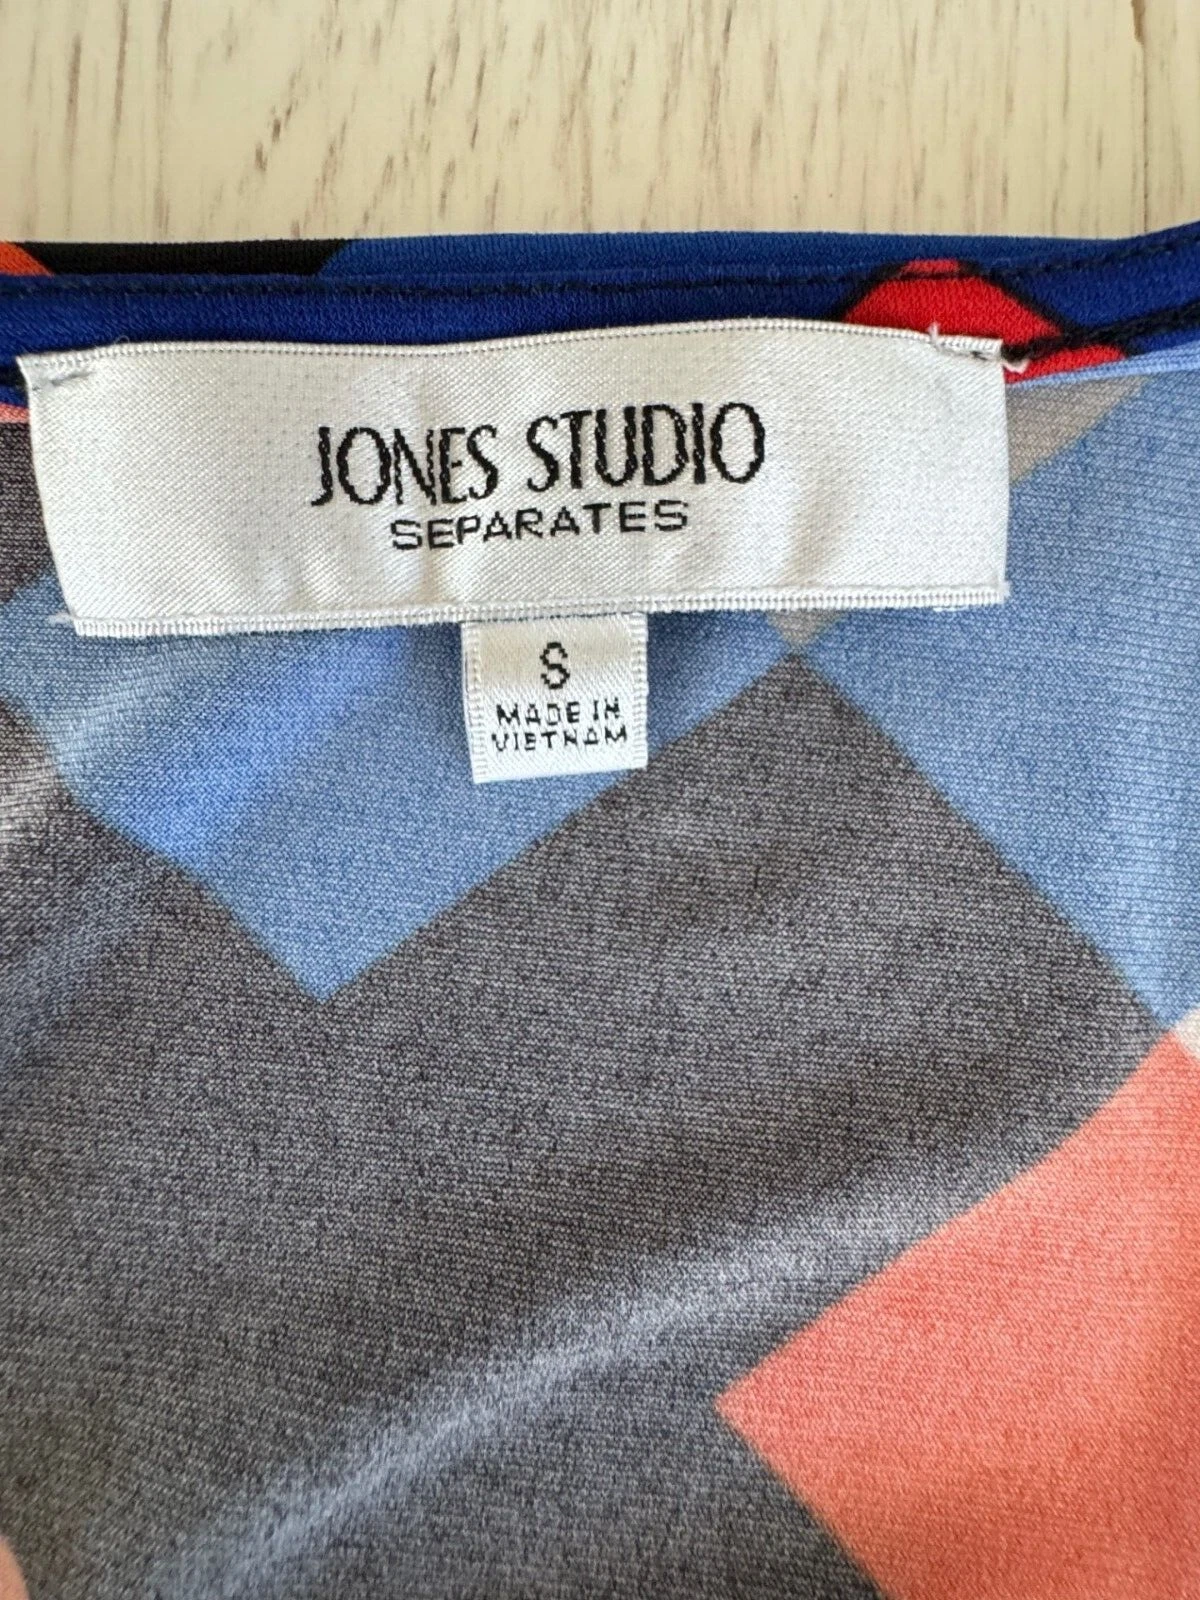 JONES STUDIO
SEPARATES
S
MADE IN
VIETNAM